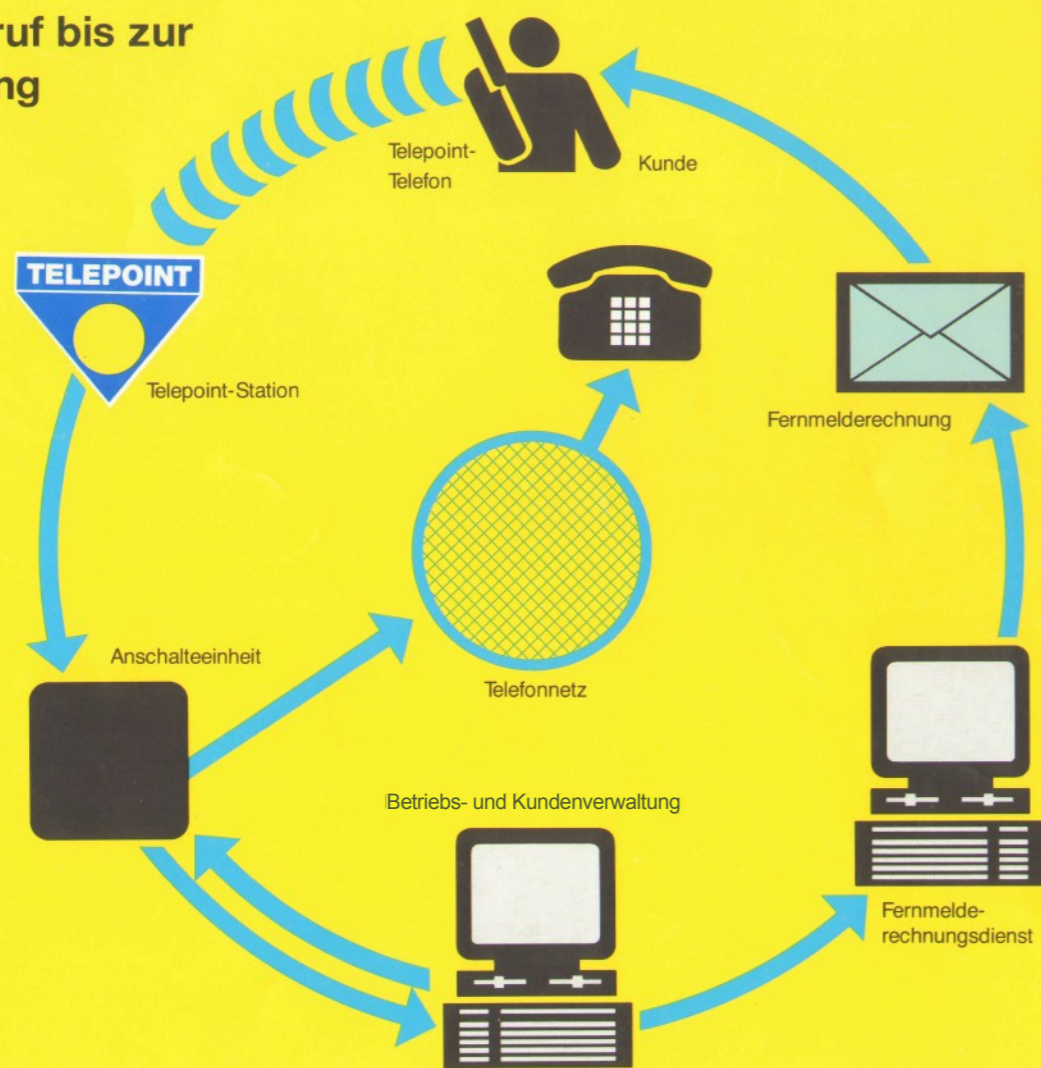 ruf bis zur
ng
Telepoint-
Telefon
Kunde
TELEPOINT
Telepoint-Station
Fernmelderechnung
Anschalteeinheit
Telefonnetz
Betriebs- und Kundenverwaltung
Fernmelde-
rechnungsdienst